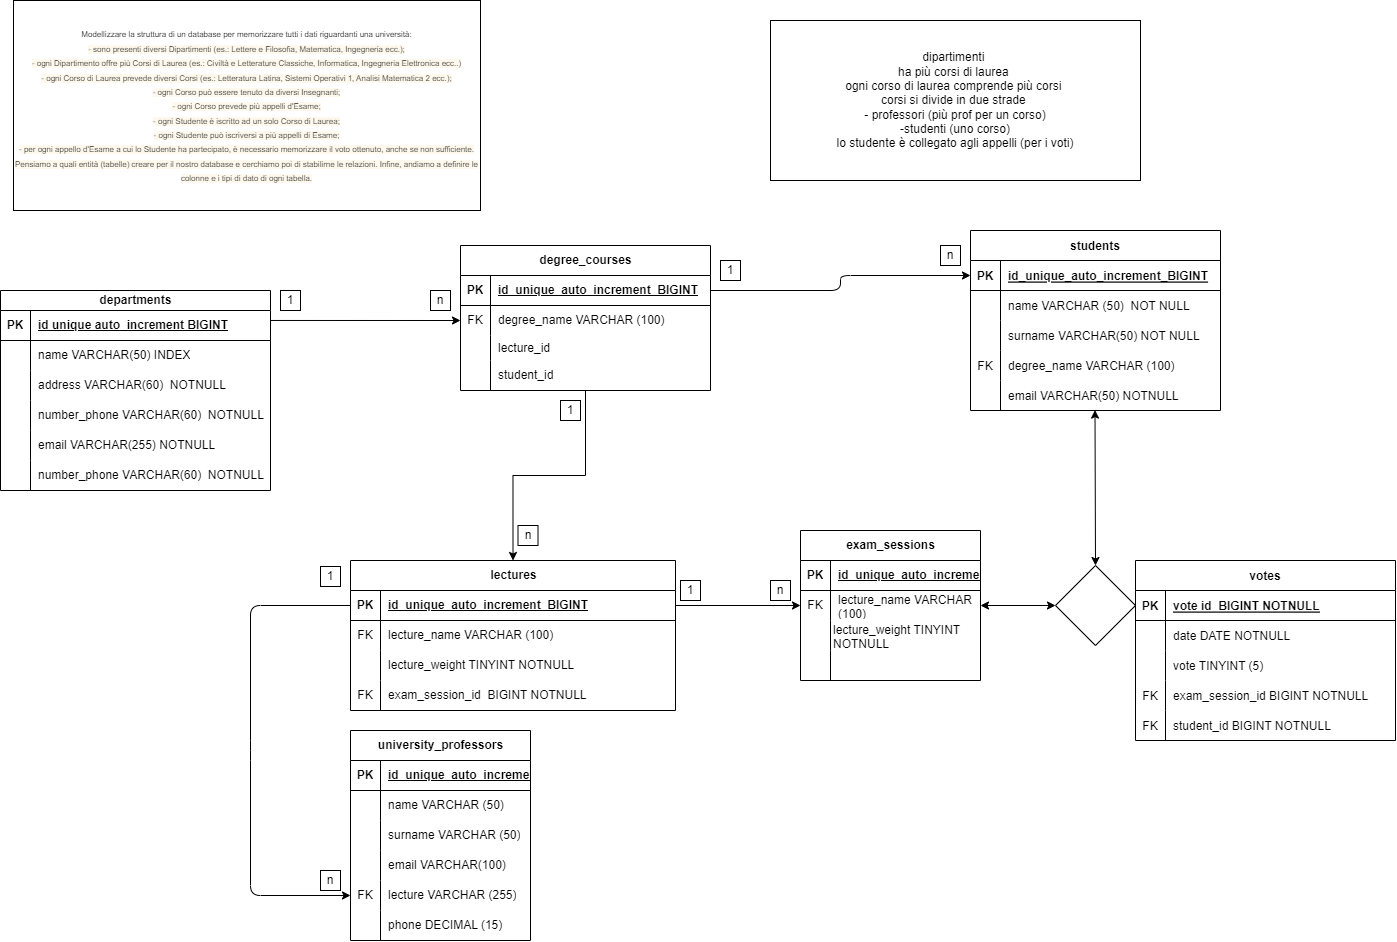 Modellizzare la struttura di un database per memorizzare tutti i dati riguardanti una università:
- sono presenti diversi Dipartimenti (es.: Lettere e Filosofia, Matematica, Ingegneria ecc.);
- ogni Dipartimento offre più Corsi di Laurea (es.: Civiltà e Letterature Classiche, Informatica, Ingegneria Elettronica ecc..)
- ogni Corso di Laurea prevede diversi Corsi (es.: Letteratura Latina, Sistemi Operativi 1, Analisi Matematica 2 ecc.);
- ogni Corso può essere tenuto da diversi Insegnanti;
- ogni Corso prevede più appelli d'Esame;
- ogni Studente è iscritto ad un solo Corso di Laurea;
- ogni Studente può iscriversi a più appelli di Esame;
- per ogni appello d'Esame a cui lo Studente ha partecipato, è necessario memorizzare il voto ottenuto, anche se non sufficiente.
Pensiamo a quali entità (tabelle) creare per il nostro database e cerchiamo poi di stabilirne le relazioni. Infine, andiamo a definire le
colonne e i tipi di dato di ogni tabella.
dipartimenti
ha più corsi di laurea
ogni corso di laurea comprende più corsi
corsi si divide in due strade
- professori (più prof per un corso)
-studenti (uno corso)
lo studente è collegato agli appelli (per i voti)
departments
PK id unique auto_increment BIGINT
name VARCHAR(50) INDEX
address VARCHAR(60) NOTNULL
number_phone VARCHAR(60) NOTNULL
email VARCHAR(255) NOTNULL
number_phone VARCHAR(60) NOTNULL
1
n
degree_courses
PK id_unique_auto_increment_BIGINT
FK degree_name VARCHAR (100)
lecture_id
student_id
1
n
students
PK id_unique_auto_increment_BIGINT
name VARCHAR (50) NOT NULL
surname VARCHAR(50) NOT NULL
FK degree_name VARCHAR (100)
email VARCHAR(50) NOTNULL
1
n
lectures
PK id_unique_auto_increment_BIGINT
FK lecture_name VARCHAR (100)
lecture_weight TINYINT NOTNULL
FK exam_session_id BIGINT NOTNULL
1
n
exam_sessions
PK id_unique_auto_increme
FK lecture_name VARCHAR
(100)
lecture_weight TINYINT
NOTNULL
votes
PK vote id_BIGINT NOTNULL
date DATE NOTNULL
vote TINYINT (5)
FK exam_session_id BIGINT NOTNULL
FK student_id BIGINT NOTNULL
1
n
university_professors
PK id_unique_auto_increme
name VARCHAR (50)
surname VARCHAR (50)
email VARCHAR(100)
FK lecture VARCHAR (255)
phone DECIMAL (15)